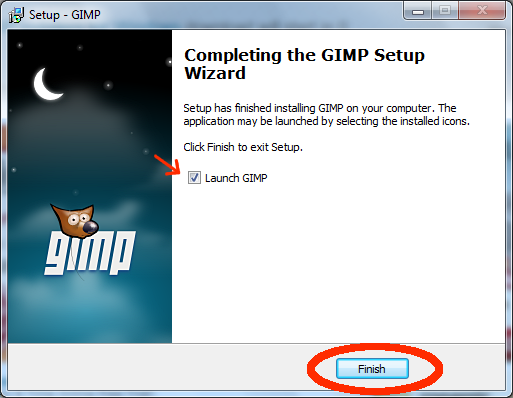 Setup - GIMP
Completing the GIMP Setup
Wizard
Setup has finished installing GIMP on your computer. The
application may be launched by selecting the installed icons.
Click Finish to exit Setup.
Launch GIMP
gimp
Finish